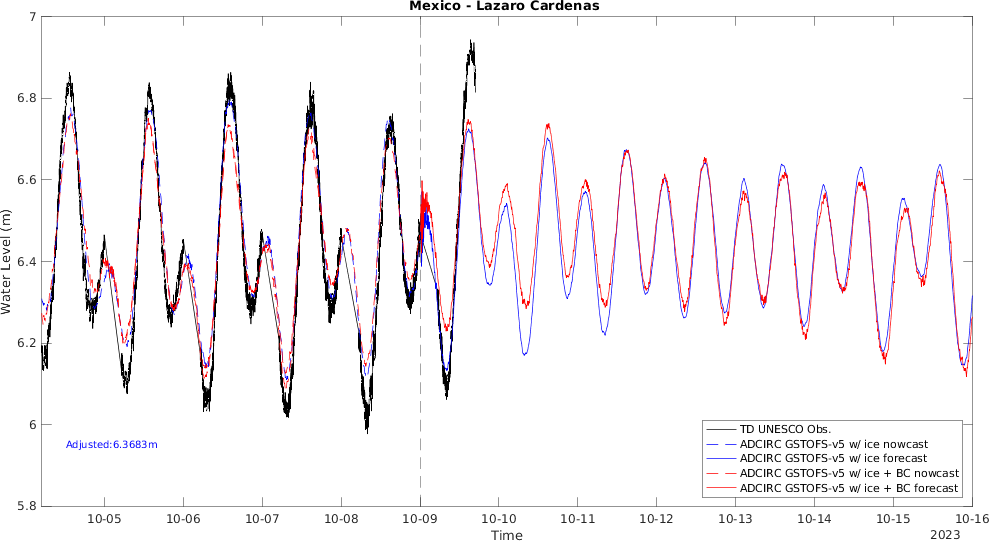 Mexico - Lazaro Cardenas
7
6.8
6.6
6.4
6.2
6
5.8
Water Level (m)
Adjusted:6.3683m
TD UNESCO Obs.
ADCIRC GSTOFS-v5 w/ ice nowcast
ADCIRC GSTOFS-v5 w/ ice forecast
ADCIRC GSTOFS-v5 w/ ice + BC nowcast
ADCIRC GSTOFS-v5 w/ ice + BC forecast
10-05 10-06 10-07 10-08 10-09 10-10 10-11 10-12 10-13 10-14 10-15 10-16
Time
2023